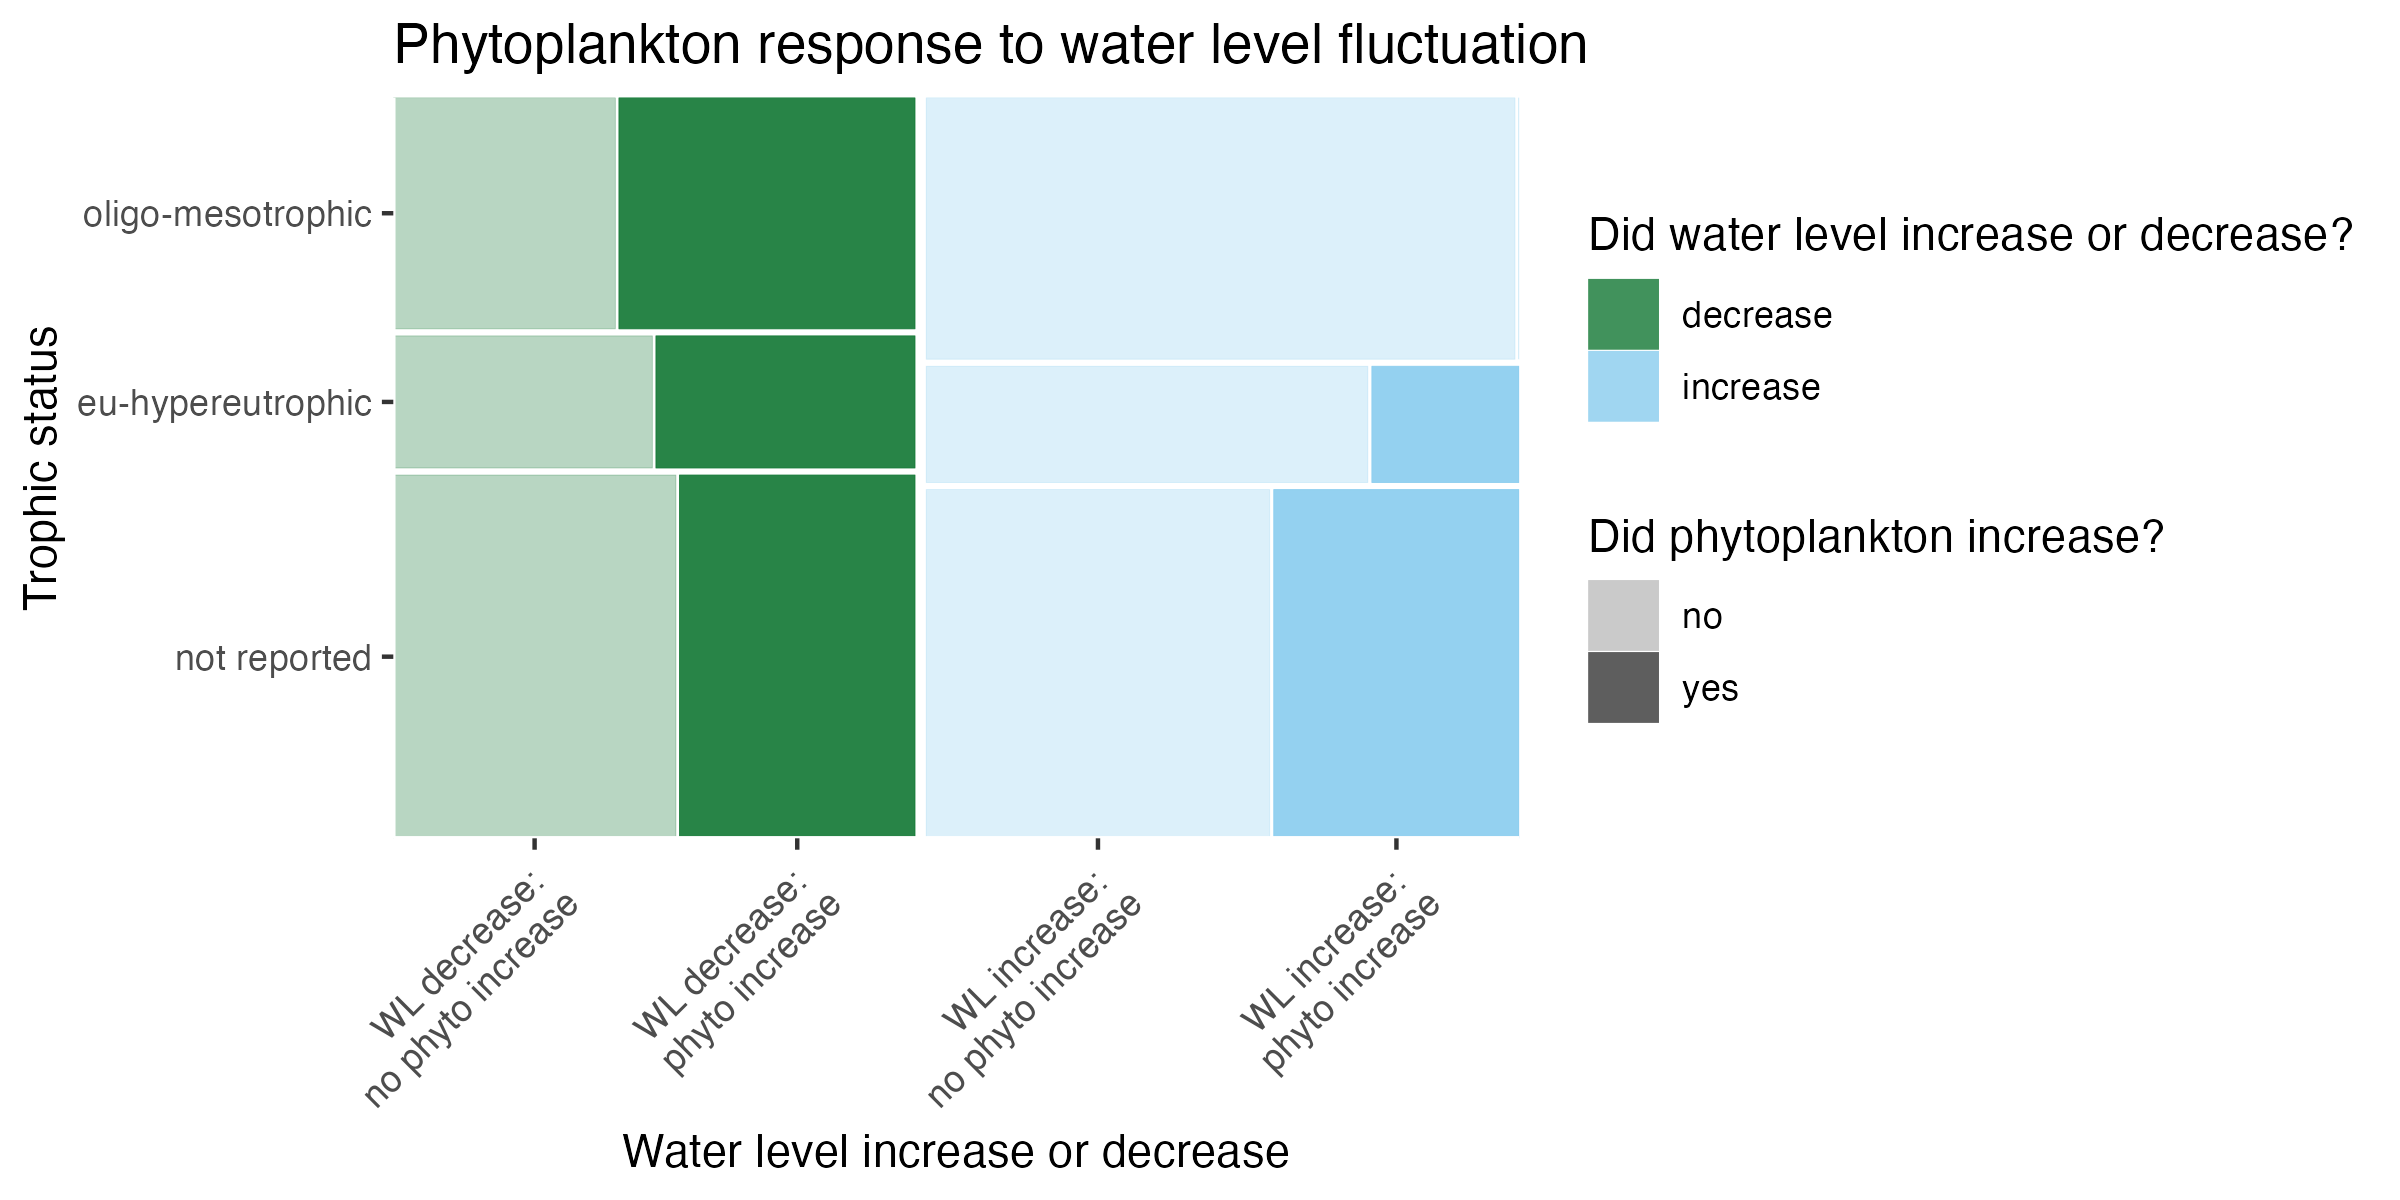 Phytoplankton response to water level fluctuation
Trophic status
oligo-mesotrophic
eu-hypereutrophic
not reported
WL decrease:
no phyto increase
WL decrease:
phyto increase
WL increase:
no phyto increase
WL increase:
phyto increase
Water level increase or decrease
Did water level increase or decrease?
decrease
increase
Did phytoplankton increase?
no
yes